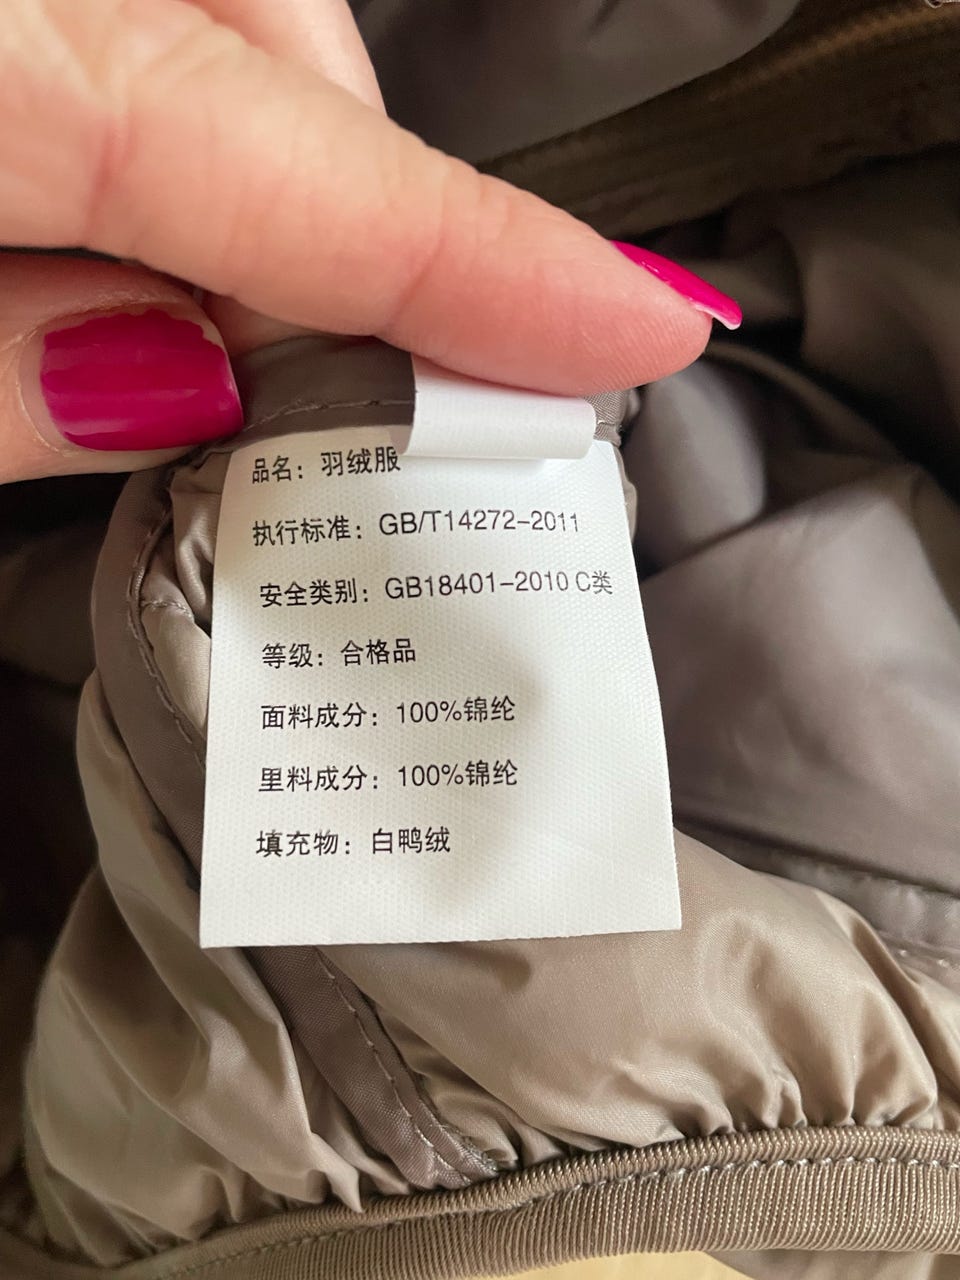 品名：羽绒服
执行标准：GB/T14272-2011
安全类别：GB18401-2010 C类
等级：合格品
面料成分：100%锦纶
里料成分：100%锦纶
填充物：白鸭绒